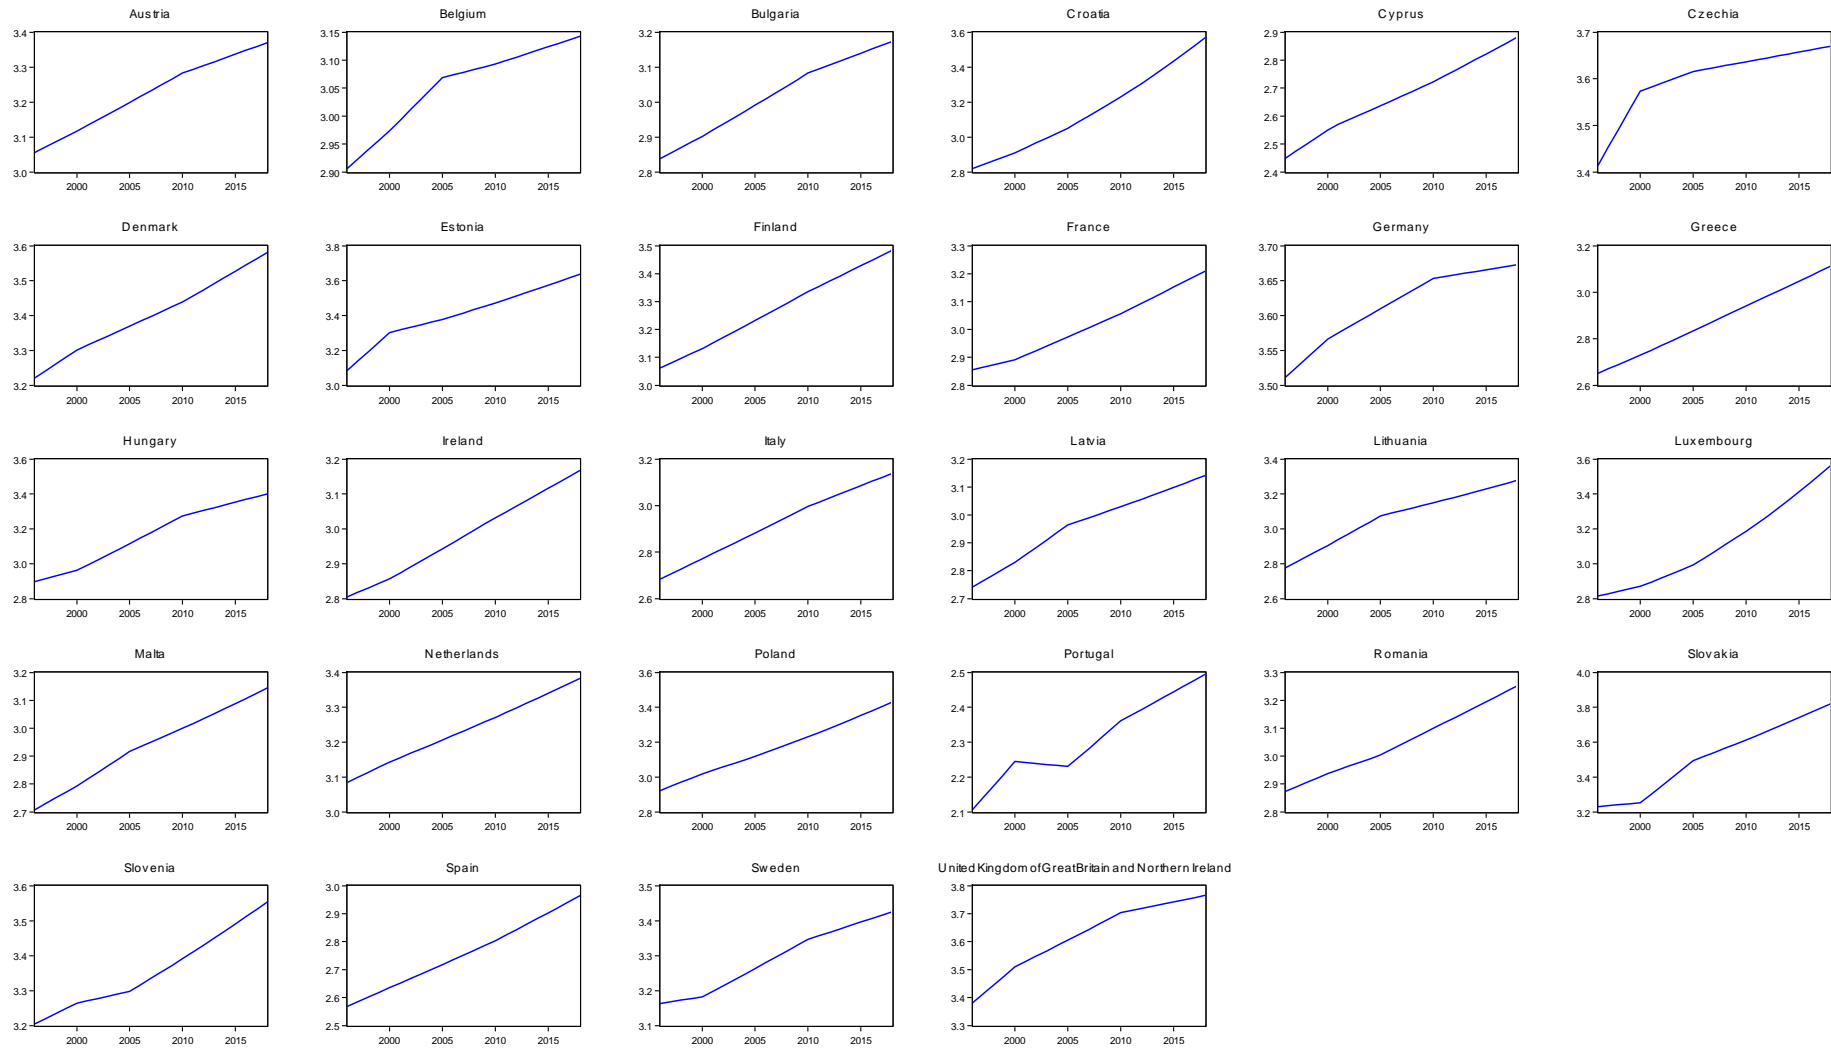 Austria
3.4
3.3
3.2
3.1
3.0
2000 2005 2010 2015
Belgium
3.15
3.10
3.05
3.00
2.95
2.90
2000 2005 2010 2015
Bulgaria
3.2
3.1
3.0
2.9
2.8
2000 2005 2010 2015
Croatia
3.6
3.4
3.2
3.0
2.8
2000 2005 2010 2015
Cyprus
2.9
2.8
2.7
2.6
2.5
2.4
2000 2005 2010 2015
Czechia
3.7
3.6
3.5
3.4
2000 2005 2010 2015
Denmark
3.6
3.5
3.4
3.3
3.2
2000 2005 2010 2015
Estonia
3.8
3.6
3.4
3.2
3.0
2000 2005 2010 2015
Finland
3.5
3.4
3.3
3.2
3.1
3.0
2000 2005 2010 2015
France
3.3
3.2
3.1
3.0
2.9
2.8
2000 2005 2010 2015
Germany
3.70
3.65
3.60
3.55
3.50
2000 2005 2010 2015
Greece
3.2
3.0
2.8
2.6
2000 2005 2010 2015
Hungary
3.6
3.4
3.2
3.0
2.8
2000 2005 2010 2015
Ireland
3.2
3.1
3.0
2.9
2.8
2000 2005 2010 2015
Italy
3.2
3.0
2.8
2.6
2000 2005 2010 2015
Latvia
3.2
3.1
3.0
2.9
2.8
2.7
2000 2005 2010 2015
Lithuania
3.4
3.2
3.0
2.8
2.6
2000 2005 2010 2015
Luxembourg
3.6
3.4
3.2
3.0
2.8
2000 2005 2010 2015
Malta
3.2
3.1
3.0
2.9
2.8
2.7
2000 2005 2010 2015
Netherlands
3.4
3.3
3.2
3.1
3.0
2000 2005 2010 2015
Poland
3.6
3.4
3.2
3.0
2.8
2000 2005 2010 2015
Portugal
2.5
2.4
2.3
2.2
2.1
2000 2005 2010 2015
Romania
3.3
3.2
3.1
3.0
2.9
2.8
2000 2005 2010 2015
Slovakia
4.0
3.8
3.6
3.4
3.2
2000 2005 2010 2015
Slovenia
3.6
3.5
3.4
3.3
3.2
2000 2005 2010 2015
Spain
3.0
2.9
2.8
2.7
2.6
2.5
2000 2005 2010 2015
Sweden
3.5
3.4
3.3
3.2
3.1
2000 2005 2010 2015
United Kingdom of Great Britain and Northern Ireland
3.8
3.7
3.6
3.5
3.4
3.3
2000 2005 2010 2015